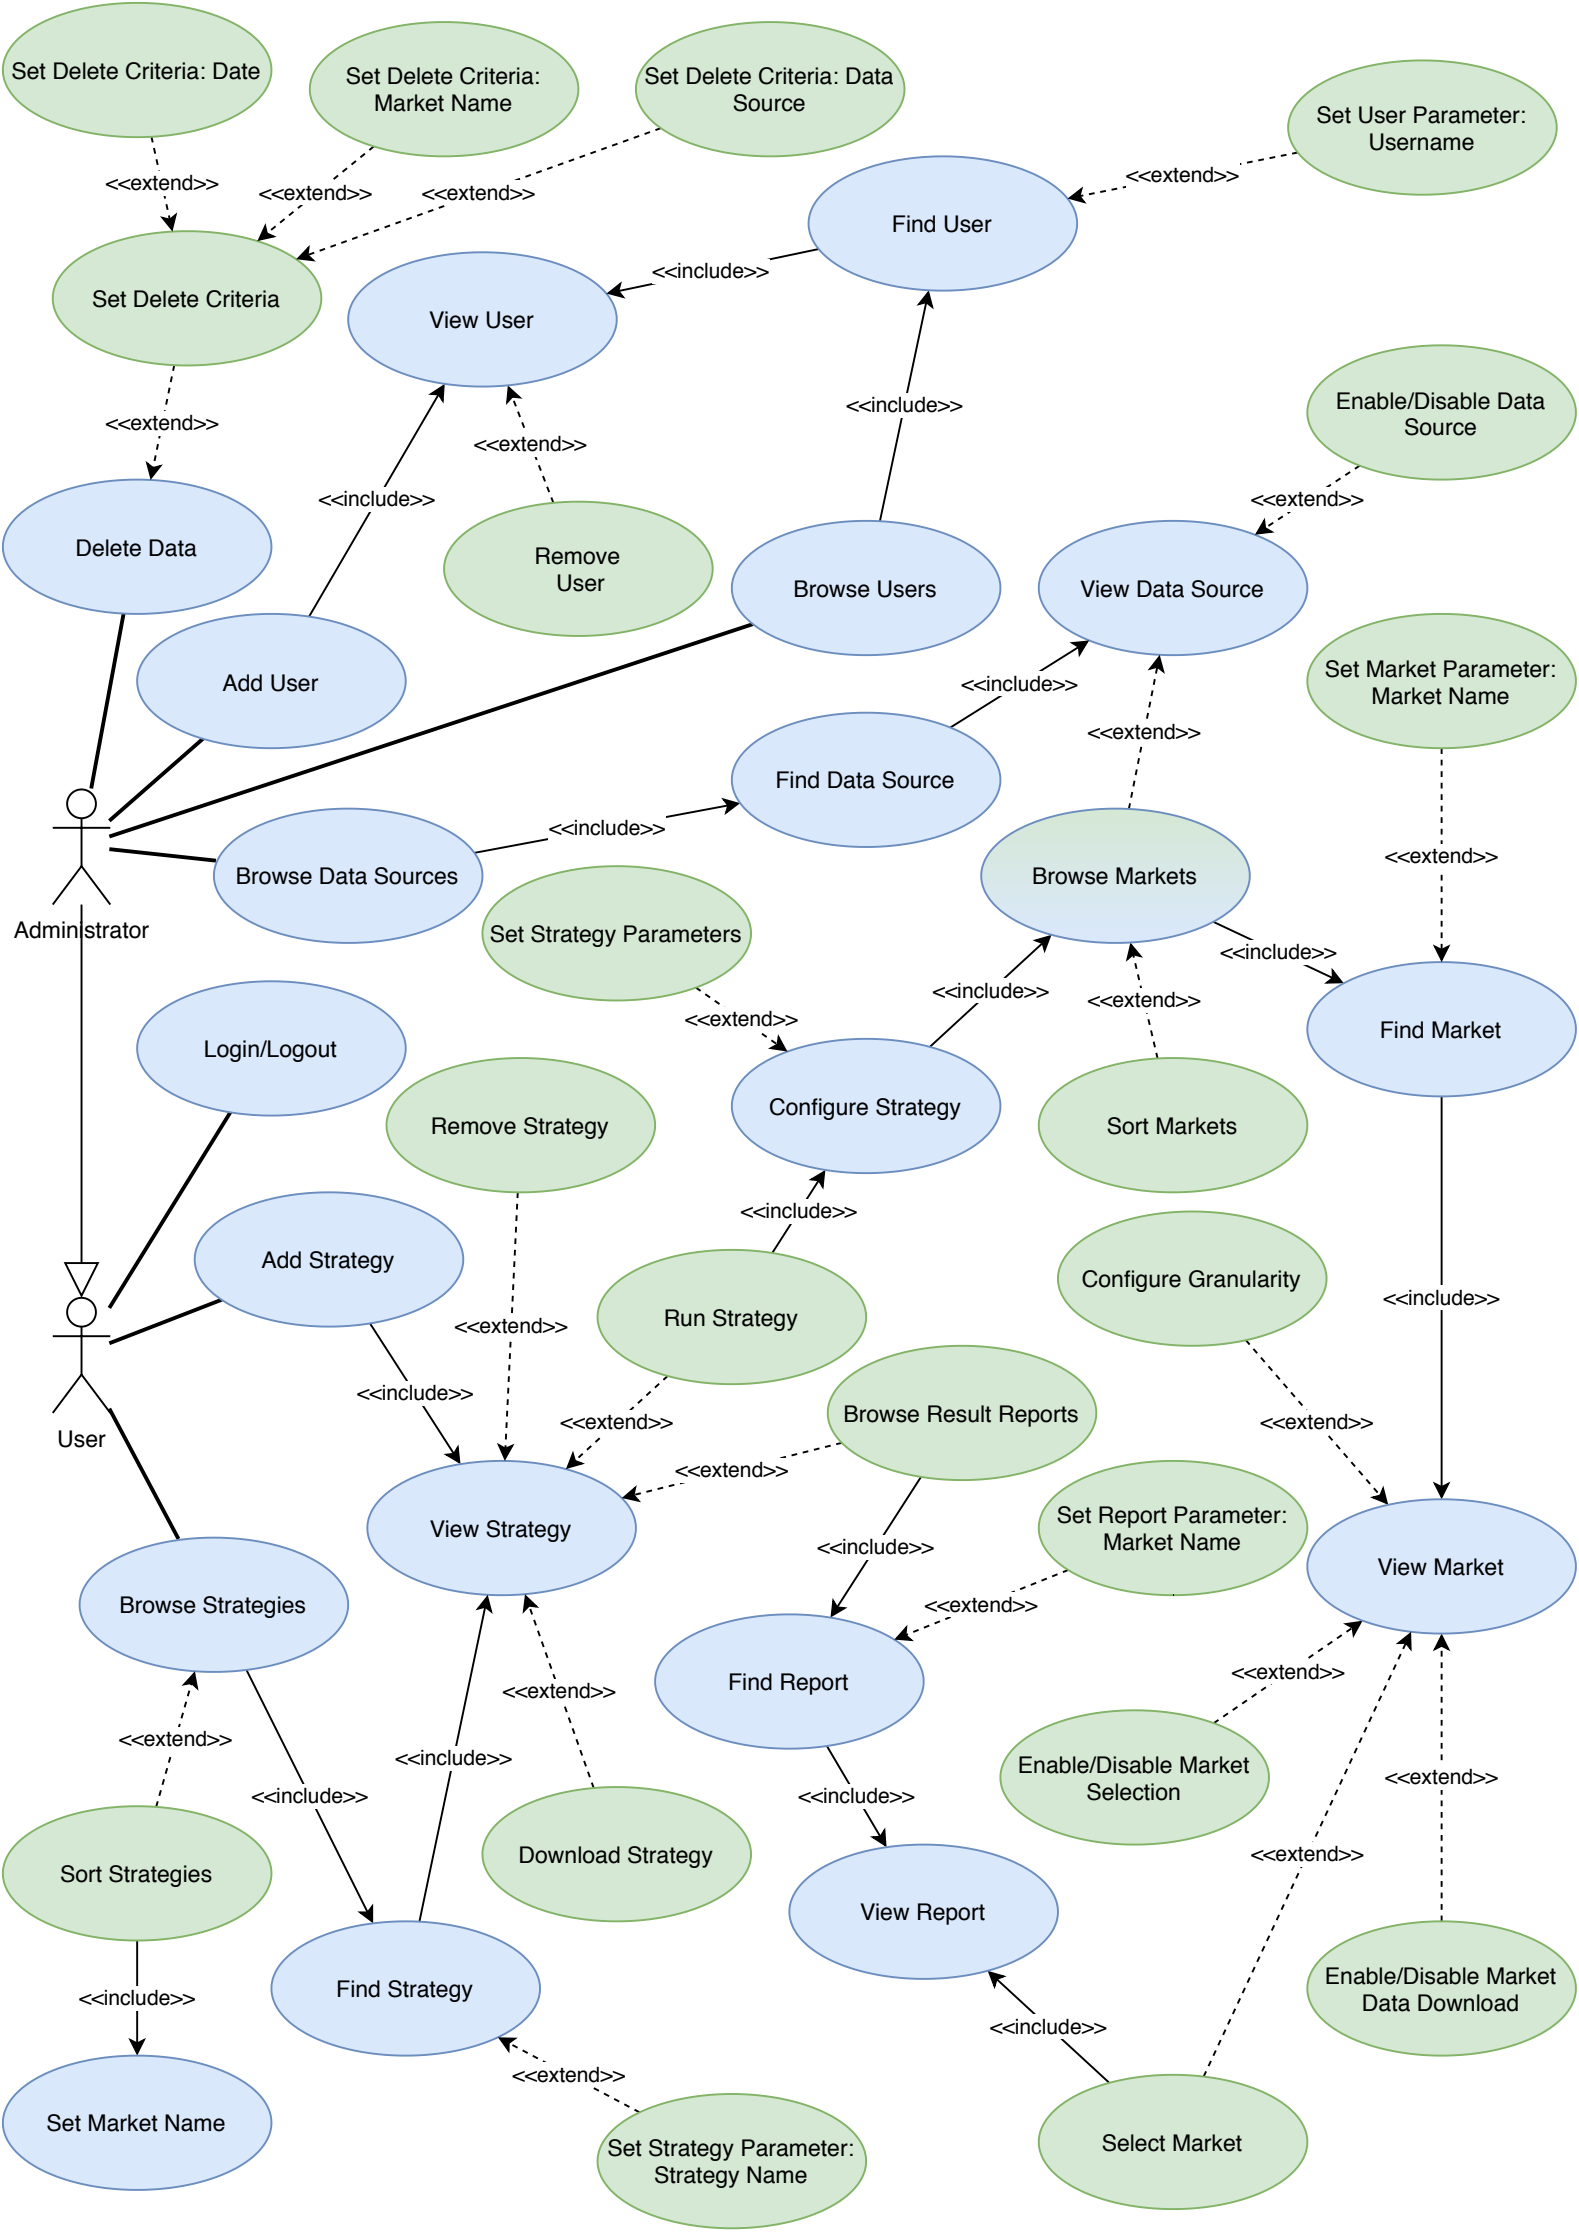 Set Delete Criteria: Date
Set Delete Criteria:
Market Name
Set Delete Criteria: Data
Source
Set User Parameter:
Username
<<extend>>
<<extend>>
<<extend>>
<<extend>>
Find User
<<include>>
Set Delete Criteria
View User
<<extend>>
<<extend>>
<<include>>
Enable/Disable Data
Source
<<include>>
<<extend>>
Delete Data
Remove
User
Browse Users
View Data Source
Add User
<<include>>
Set Market Parameter:
Market Name
<<extend>>
Find Data Source
<<include>>
<<extend>>
Browse Data Sources
Browse Markets
Administrator
Set Strategy Parameters
<<include>>
<<include>>
<<extend>>
<<extend>>
Find Market
Login/Logout
Configure Strategy
Remove Strategy
Sort Markets
<<include>>
Add Strategy
Configure Granularity
<<include>>
Run Strategy
<<extend>>
<<include>>
<<extend>>
<<extend>>
Browse Result Reports
User
<<extend>>
View Strategy
Set Report Parameter:
Market Name
<<include>>
View Market
Browse Strategies
<<extend>>
<<extend>>
Find Report
<<extend>>
<<extend>>
<<include>>
Enable/Disable Market
Selection
<<extend>>
<<include>>
<<include>>
Sort Strategies
Download Strategy
<<extend>>
View Report
Find Strategy
Enable/Disable Market
Data Download
<<include>>
<<include>>
<<extend>>
Set Market Name
Set Strategy Parameter:
Strategy Name
Select Market